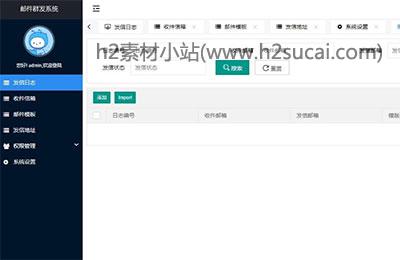 邮件群发系统
您好! admin,欢迎登陆
发信日志
收件信箱
邮件模板
发信地址
权限管理
系统设置
发信日志 收件信箱 邮件模板 发信地址 系统设置
h2素材小站(www.h2sucai.com)
发信状态 发信状态 搜索 重置
添加 Import
日志编号 收件邮箱 发信邮箱